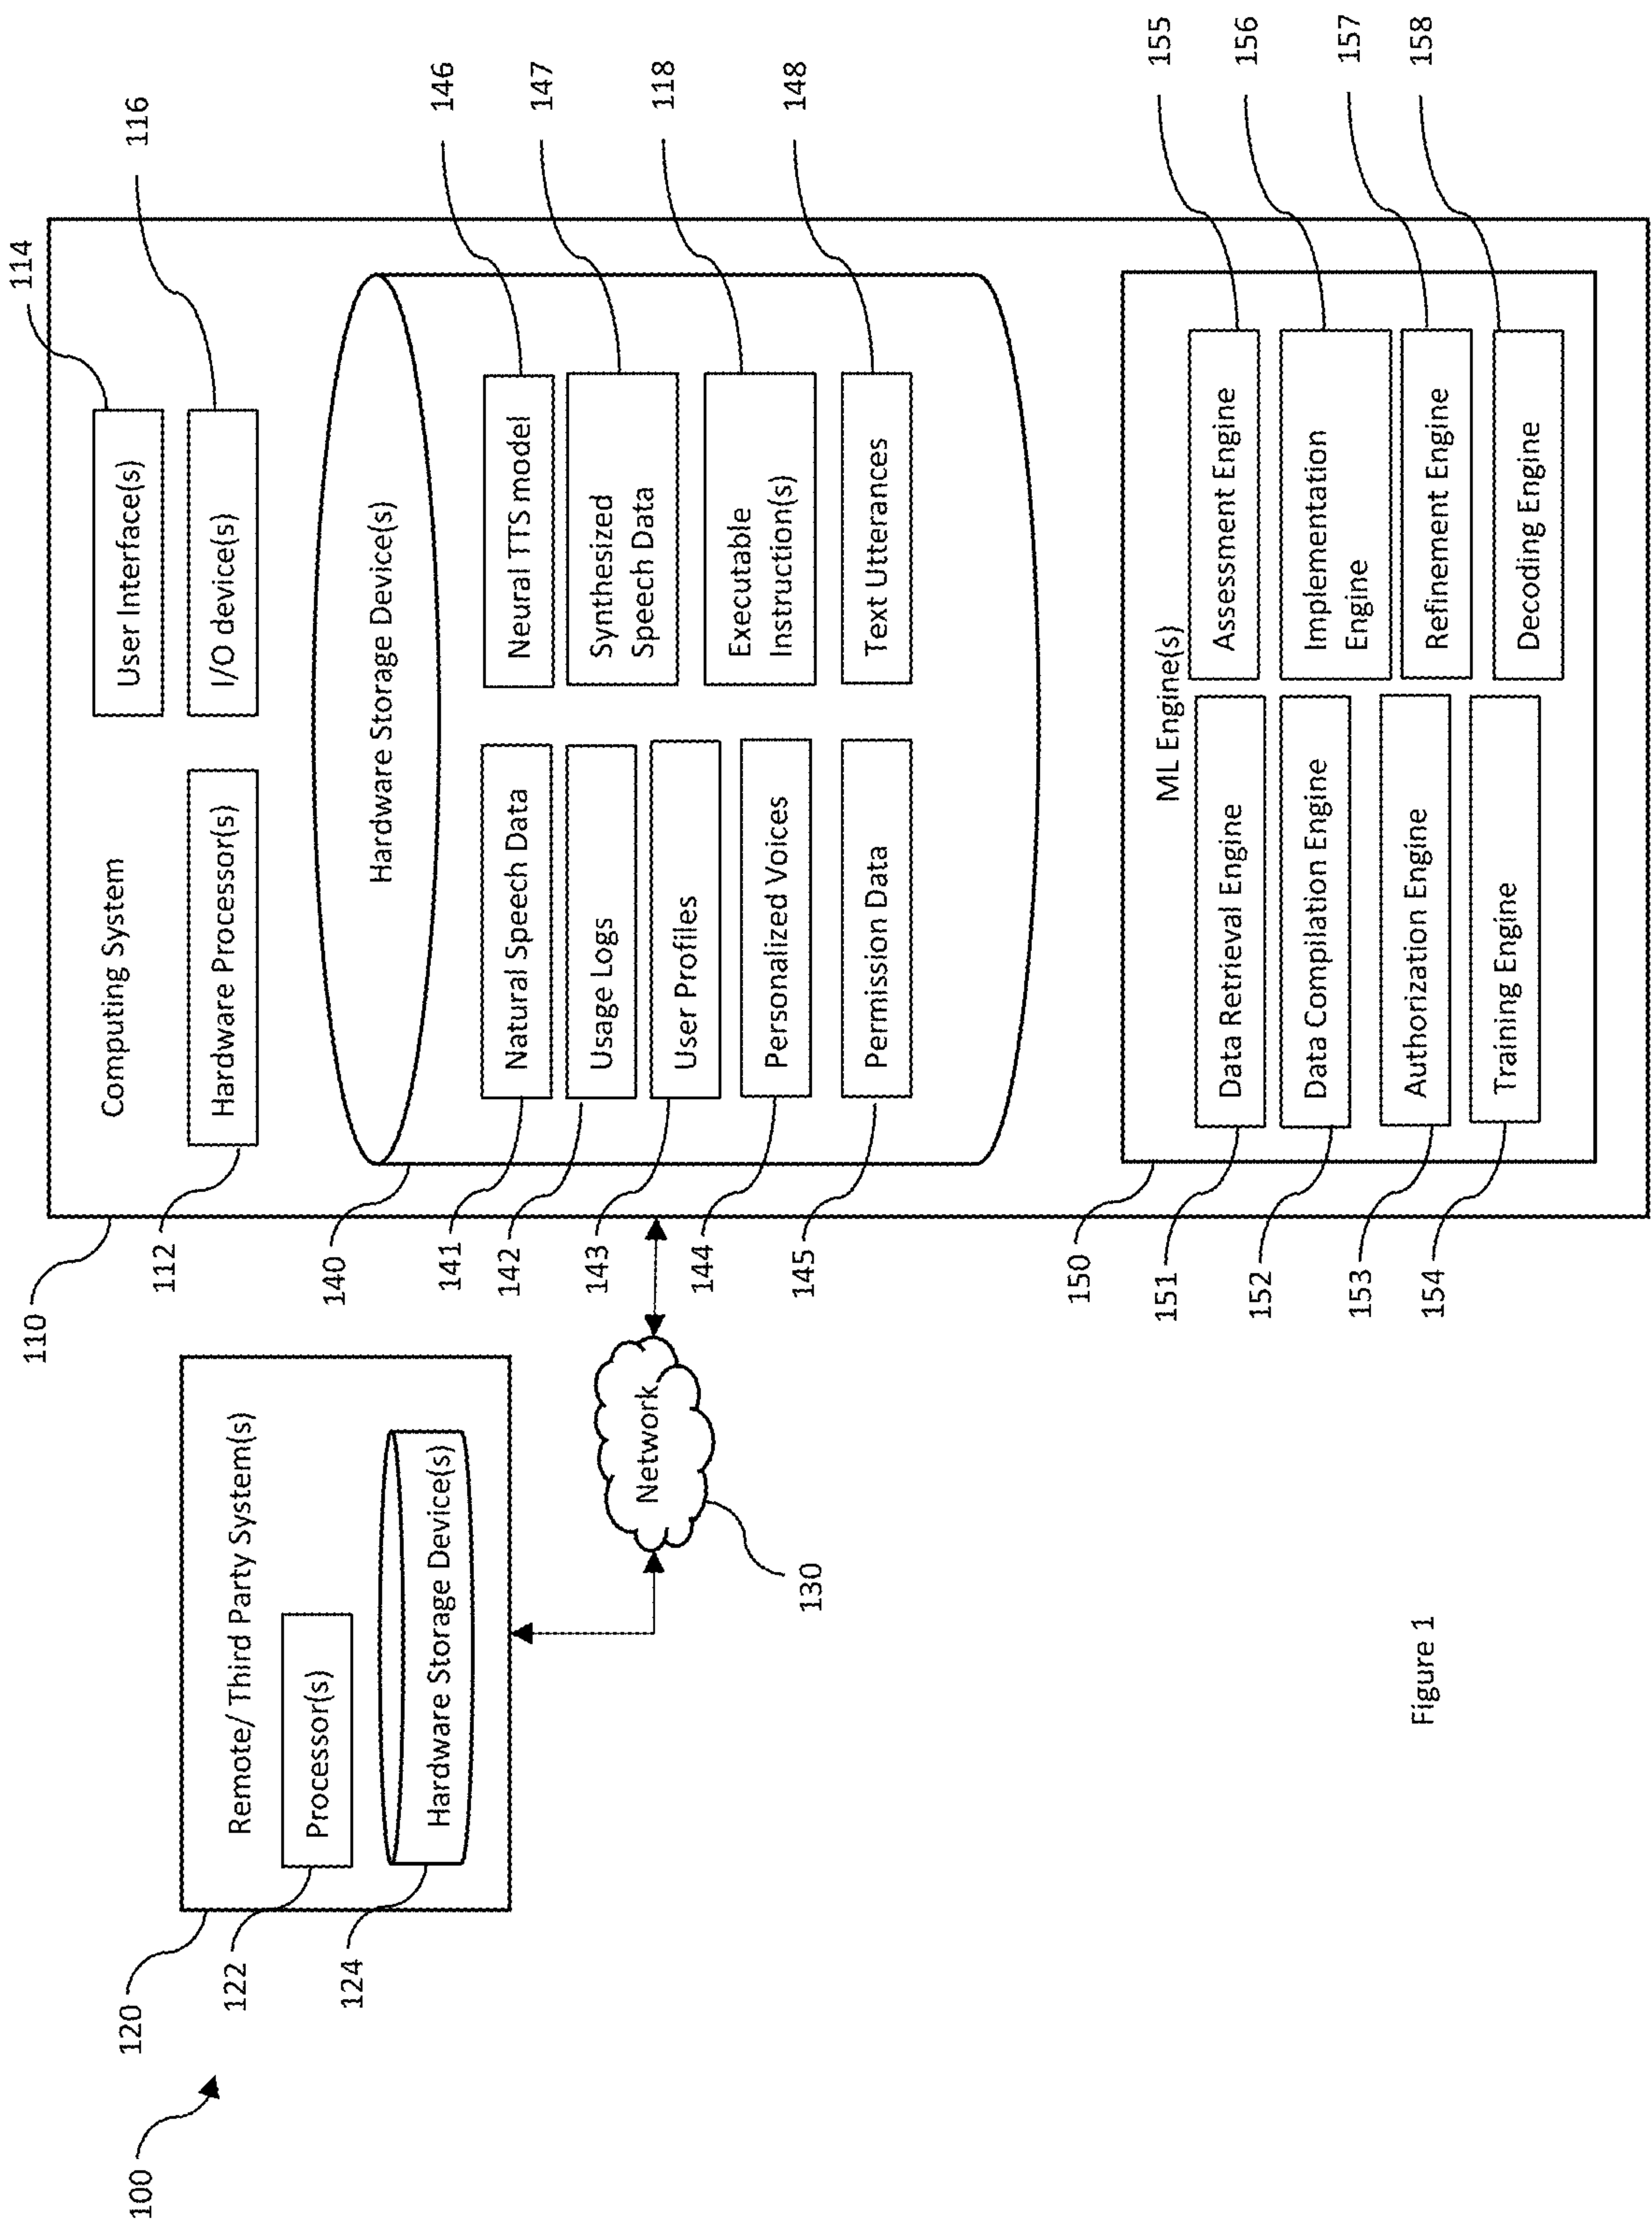 100
120
Remote/ Third Party System(s)
122
Processor(s)
124
Hardware Storage Device(s)
Network
130
110
Computing System
112
Hardware Processor(s)
User Interface(s)
114
I/O device(s)
116
140
Hardware Storage Device(s)
141
Natural Speech Data
142
Usage Logs
143
User Profiles
144
Personalized Voices
145
Permission Data
Neural TTS model
146
Synthesized
Speech Data
147
Executable
Instruction(s)
118
Text Utterances
148
150
ML Engine(s)
151
Data Retrieval Engine
152
Data Compilation Engine
153
Authorization Engine
154
Training Engine
Assessment Engine
155
Implementation
Engine
156
Refinement Engine
157
Decoding Engine
158
Figure 1